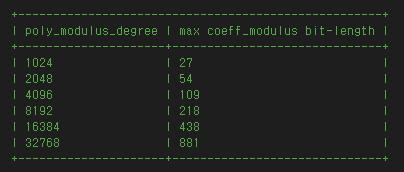 +----------------------------------------------------+
| poly_modulus_degree | max coeff_modulus bit-length |
+---------------------+------------------------------+
| 1024                | 27                           |
| 2048                | 54                           |
| 4096                | 109                          |
| 8192                | 218                          |
| 16384               | 438                          |
| 32768               | 881                          |
+---------------------+------------------------------+